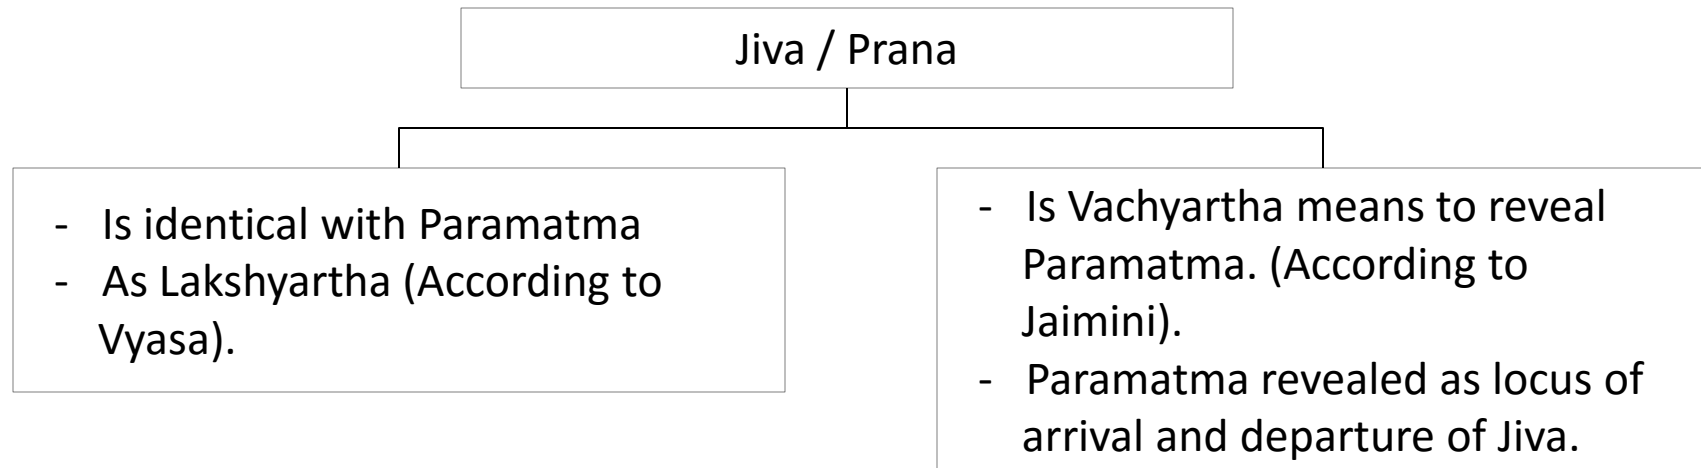 Jiva / Prana
- Is identical with Paramatma
- As Lakshyartha (According to
Vyasa).
- Is Vachyartha means to reveal
Paramatma. (According to
Jaimini).
- Paramatma revealed as locus of
arrival and departure of Jiva.